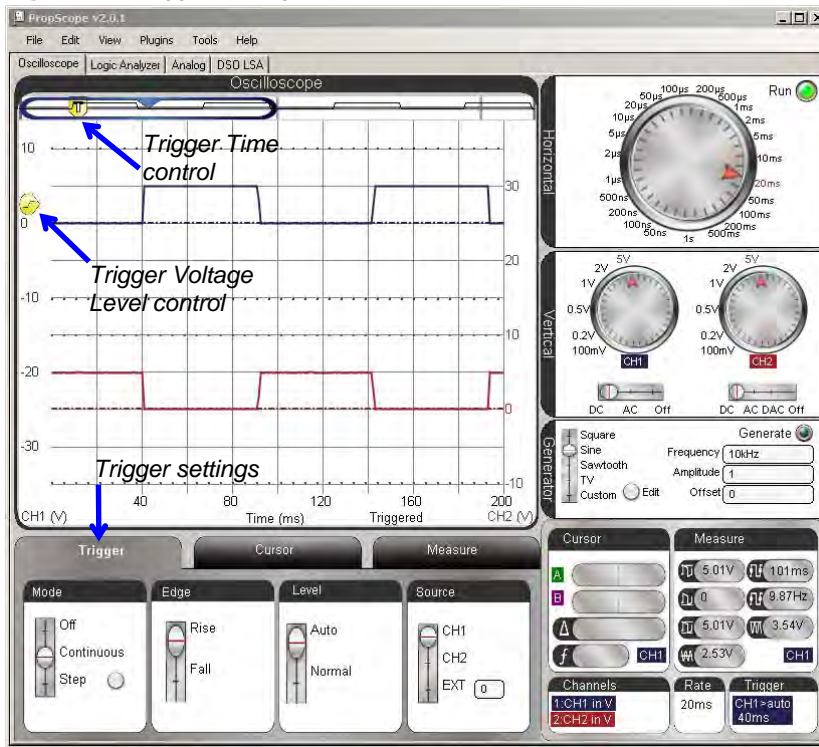 PropScope v2.0.1
File Edit View Plugins Tools Help
Oscilloscope Logic Analyzer Analog DSO LSA
Oscilloscope
T
Trigger Time
control
10
0
-10
-20
-30
30
20
10
0
-10
Trigger Voltage
Level control
Trigger settings
40 80 120 160 200
CH1 (V) Time (ms) Triggered CH2 (V)
Horizontal
Run
50ns
100ns
200ns
500ns
1µs
2µs
5µs
10µs
20µs
50µs
100µs
200µs
500µs
1ms
2ms
5ms
10ms
20ms
50ms
100ms
200ms
500ms
1s
Vertical
5V
2V
1V
0.5V
0.2V
100mV
CH1
DC AC Off
5V
2V
1V
0.5V
0.2V
100mV
CH2
DC AC DAC Off
Generator
Square
Sine
Sawtooth
TV
Custom Edit
Generate
Frequency 10kHz
Amplitude 1
Offset 0
Trigger Cursor Measure
Mode
Off
Continuous
Step
Edge
Rise
Fall
Level
Auto
Normal
Source
CH1
CH2
EXT 0
Cursor
A
B
Δ
f CH1
Measure
5.01V 101ms
0 9.87Hz
5.01V 3.54V
2.53V CH1
Channels
1:CH1 in V
2:CH2 in V
Rate
20ms
Trigger
CH1>auto
40ms